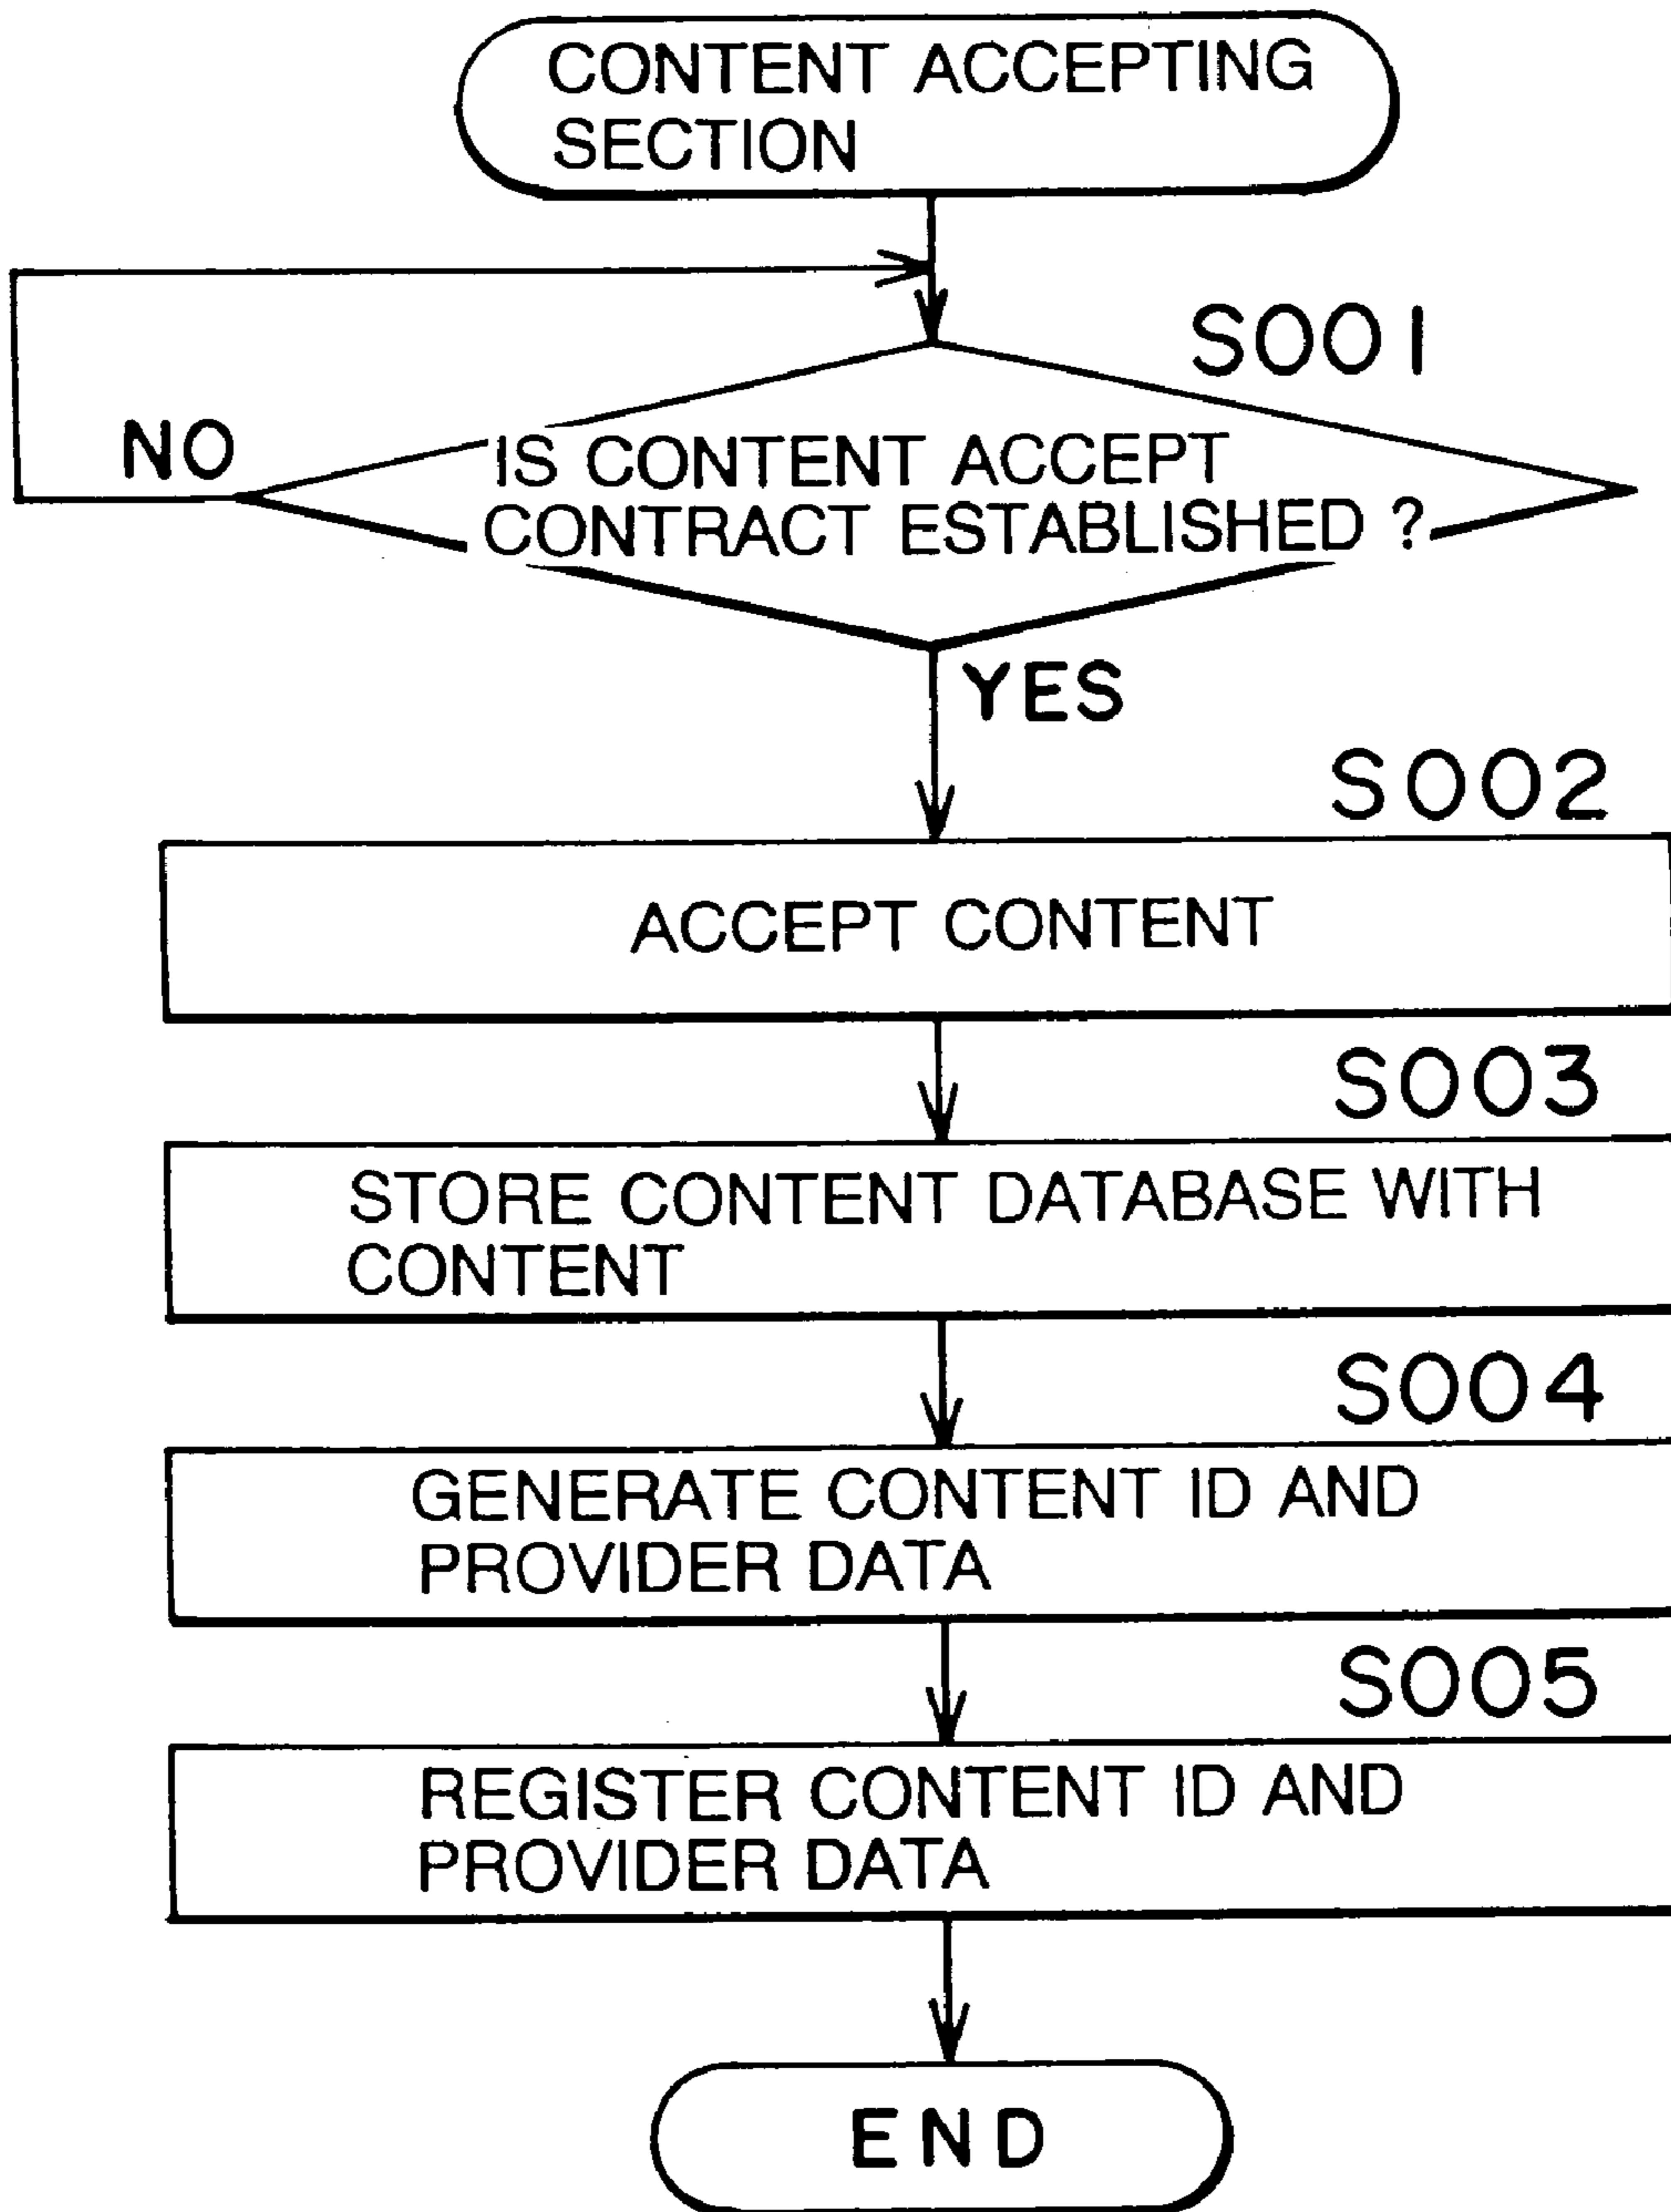 CONTENT ACCEPTING
SECTION
S001
NO
IS CONTENT ACCEPT
CONTRACT ESTABLISHED ?
YES
S002
ACCEPT CONTENT
S003
STORE CONTENT DATABASE WITH
CONTENT
S004
GENERATE CONTENT ID AND
PROVIDER DATA
S005
REGISTER CONTENT ID AND
PROVIDER DATA
END